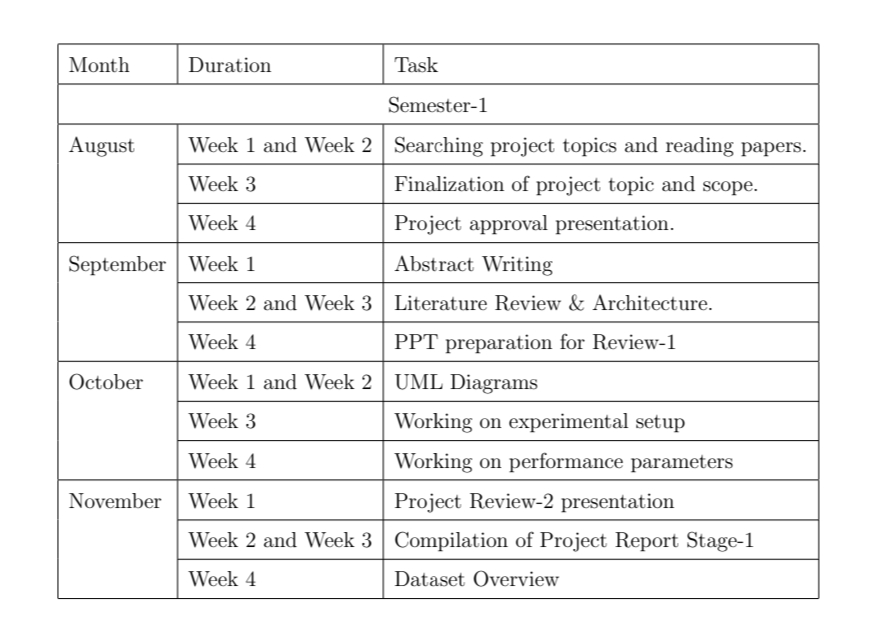 Month Duration Task
Semester-1
August Week 1 and Week 2 Searching project topics and reading papers.
Week 3 Finalization of project topic and scope.
Week 4 Project approval presentation.
September Week 1 Abstract Writing
Week 2 and Week 3 Literature Review & Architecture.
Week 4 PPT preparation for Review-1
October Week 1 and Week 2 UML Diagrams
Week 3 Working on experimental setup
Week 4 Working on performance parameters
November Week 1 Project Review-2 presentation
Week 2 and Week 3 Compilation of Project Report Stage-1
Week 4 Dataset Overview